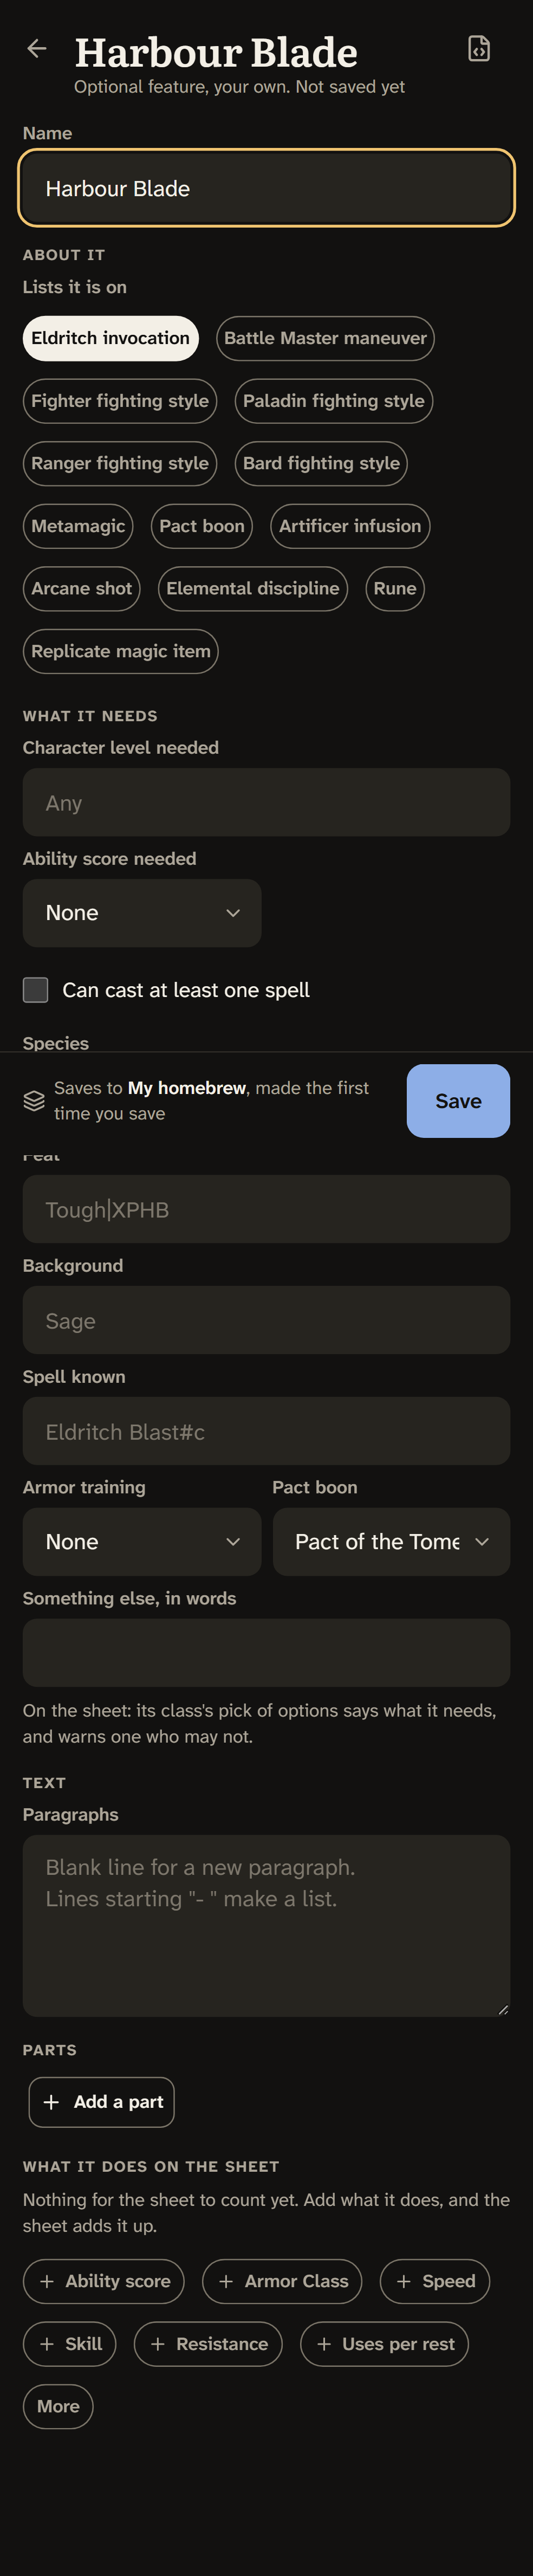 Harbour Blade
Optional feature, your own. Not saved yet
Name
Harbour Blade
ABOUT IT
Lists it is on
Eldritch invocation
Battle Master maneuver
Fighter fighting style
Paladin fighting style
Ranger fighting style
Bard fighting style
Metamagic
Pact boon
Artificer infusion
Arcane shot
Elemental discipline
Rune
Replicate magic item
WHAT IT NEEDS
Character level needed
Any
Ability score needed
None
Can cast at least one spell
Species
Saves to My homebrew, made the first
time you save
Save
Feat
Tough|XPHB
Background
Sage
Spell known
Eldritch Blast#c
Armor training
Pact boon
None
Pact of the Tome
Something else, in words
On the sheet: its class's pick of options says what it needs,
and warns one who may not.
TEXT
Paragraphs
Blank line for a new paragraph.
Lines starting "- " make a list.
PARTS
Add a part
WHAT IT DOES ON THE SHEET
Nothing for the sheet to count yet. Add what it does, and the
sheet adds it up.
Ability score
Armor Class
Speed
Skill
Resistance
Uses per rest
More